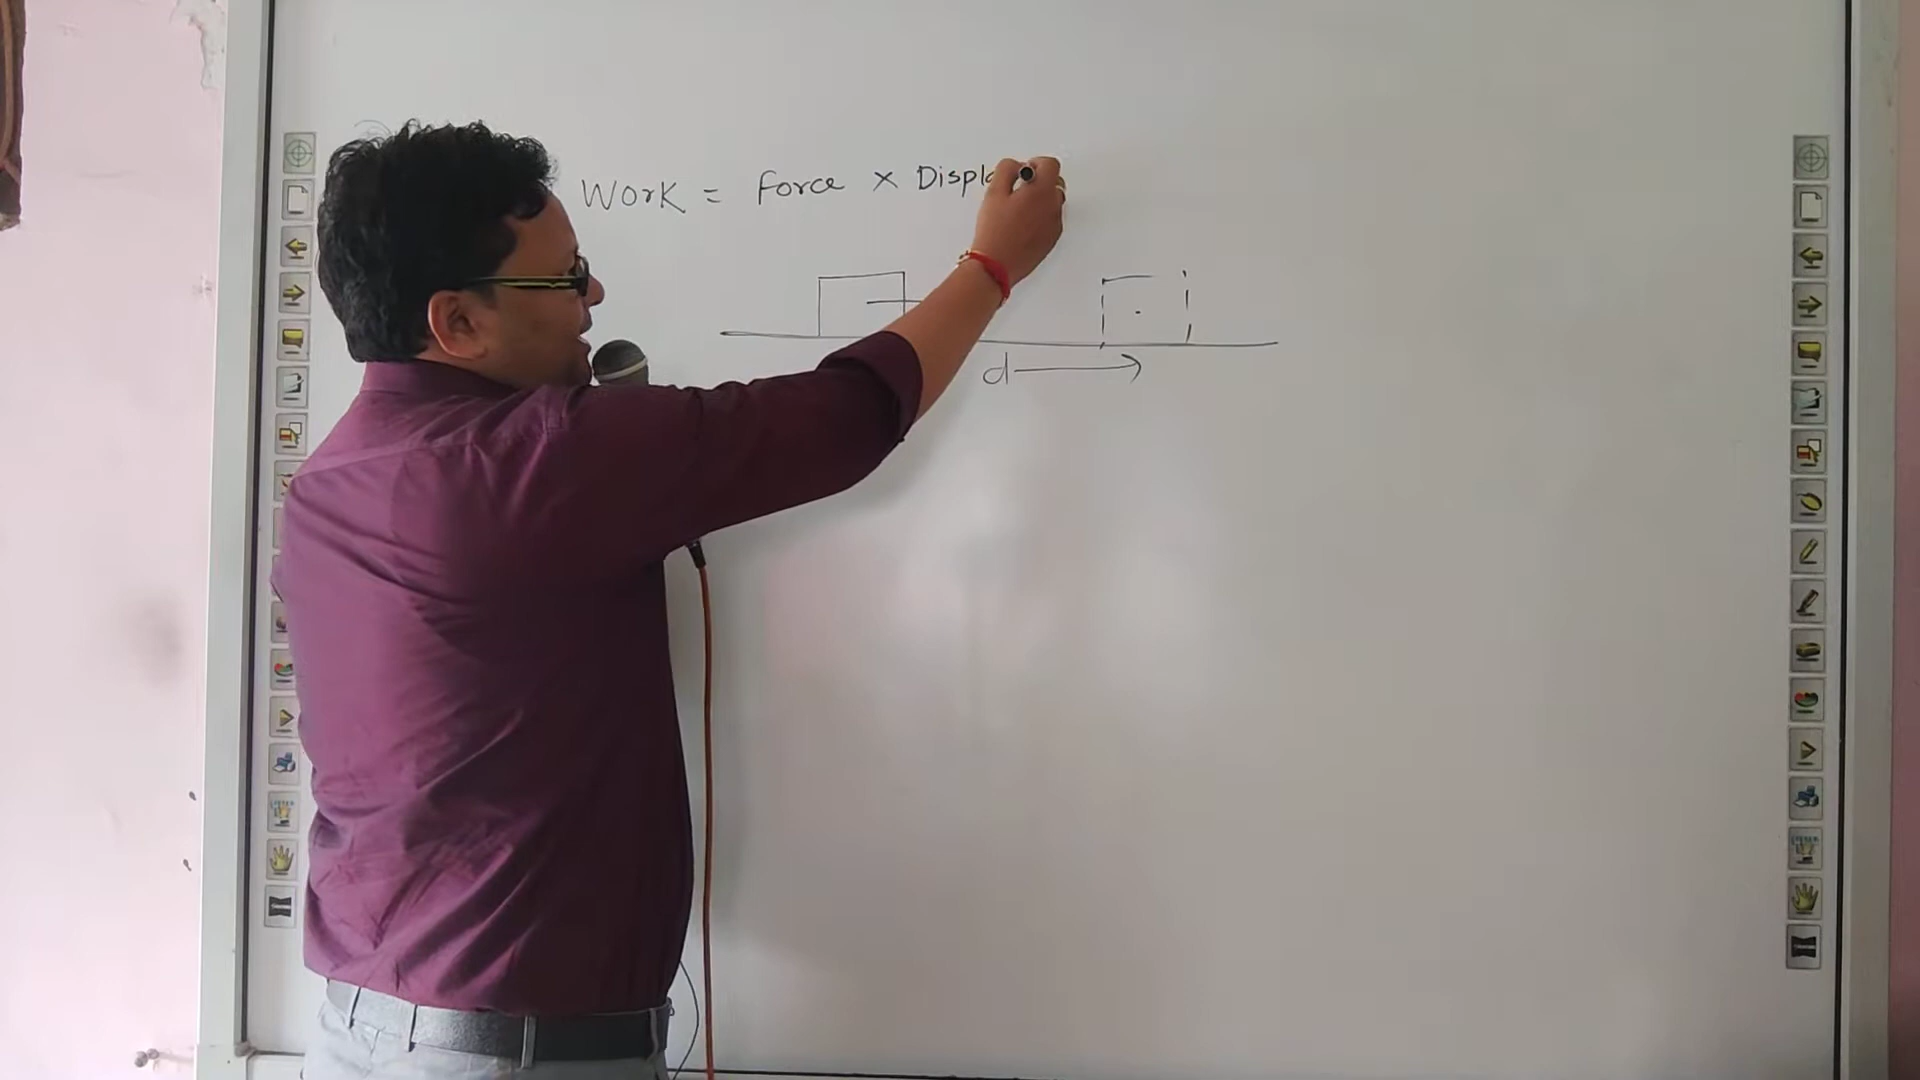 Work = Force × Displa
d